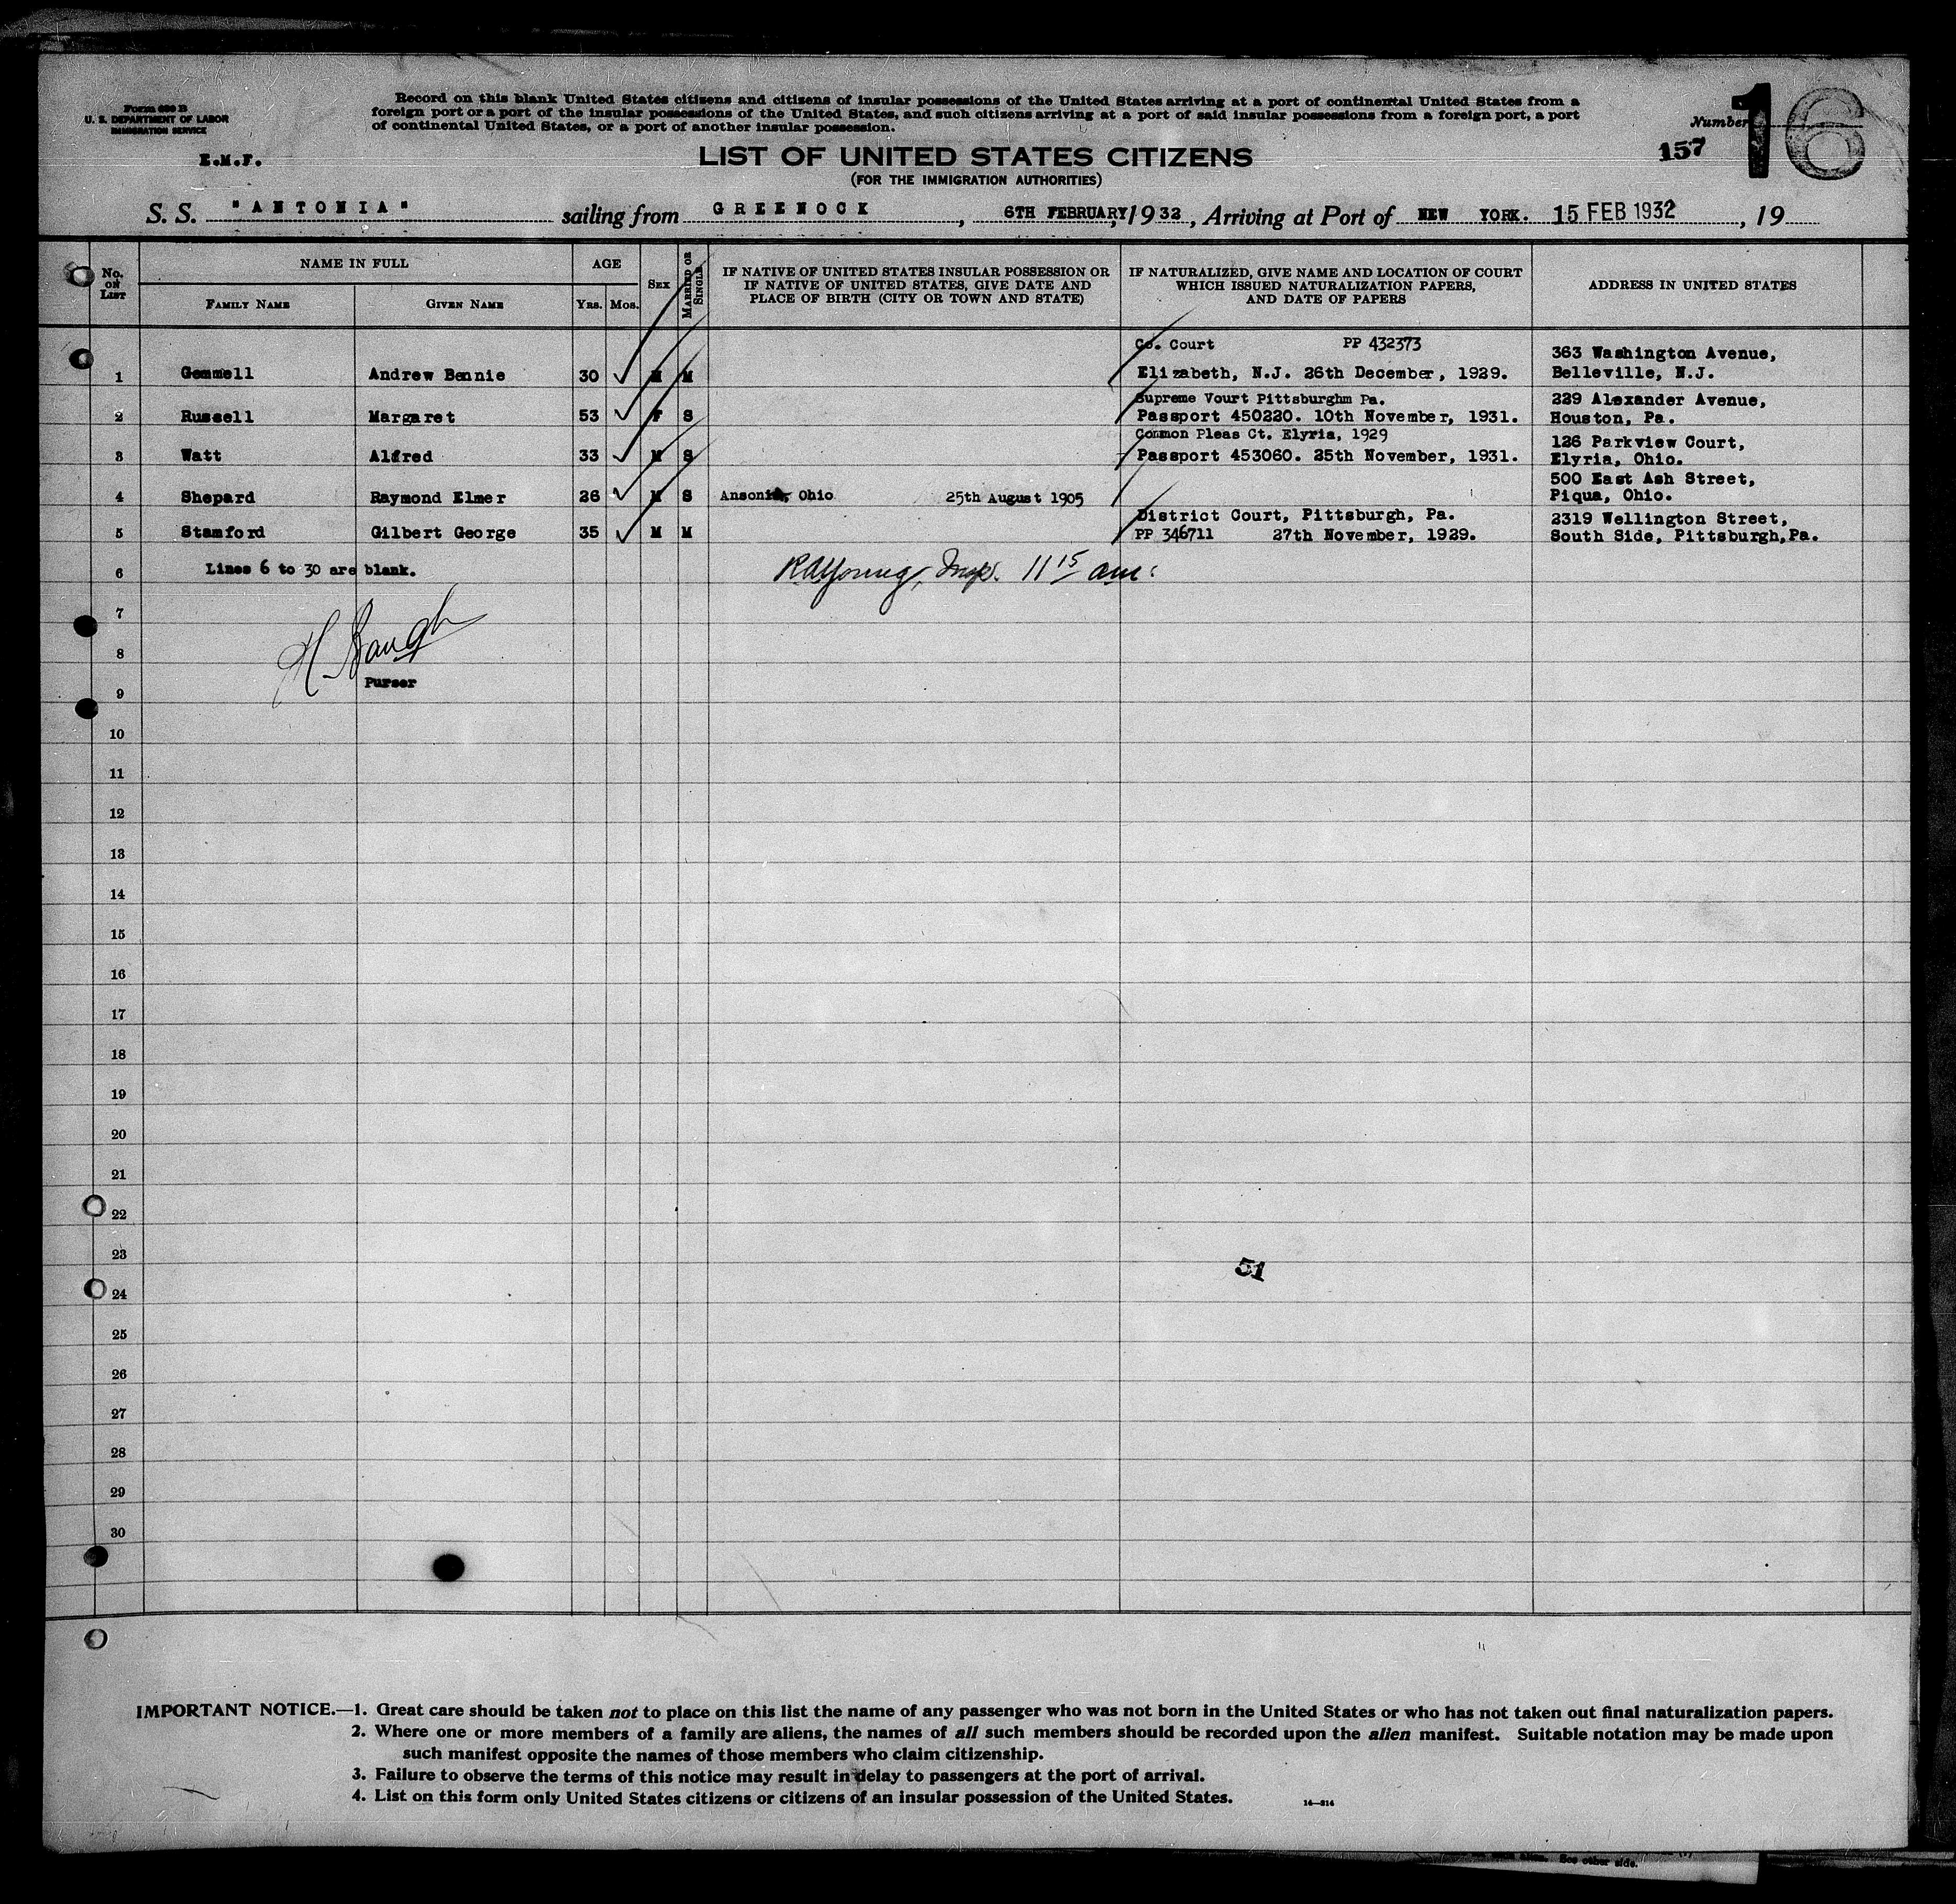 Form 630 B
U. S. DEPARTMENT OF LABOR
IMMIGRATION SERVICE
E.M.F.
Record on this blank United States citizens and citizens of insular possessions of the United States arriving at a port of continental United States from a
foreign port or a port of the insular possessions of the United States, and such citizens arriving at a port of said insular possessions from a foreign port, a port
of continental United States, or a port of another insular possession.
Number
16
157
LIST OF UNITED STATES CITIZENS
(FOR THE IMMIGRATION AUTHORITIES)
S. S. "ANTONIA" sailing from GREENOCK, 6TH FEBRUARY, 1932, Arriving at Port of NEW YORK. 15 FEB 1932, 19
No. ON LIST
NAME IN FULL
FAMILY NAME
GIVEN NAME
AGE
YRS.
MOS.
SEX
MARRIED OR SINGLE
IF NATIVE OF UNITED STATES INSULAR POSSESSION OR
IF NATIVE OF UNITED STATES, GIVE DATE AND
PLACE OF BIRTH (CITY OR TOWN AND STATE)
IF NATURALIZED, GIVE NAME AND LOCATION OF COURT
WHICH ISSUED NATURALIZATION PAPERS,
AND DATE OF PAPERS
ADDRESS IN UNITED STATES
Co. Court PP 432373
363 Washington Avenue,
1 Gemmell Andrew Bennie 30 M M Elizabeth, N.J. 26th December, 1929. Belleville, N.J.
Supreme Vourt Pittsburghm Pa. 229 Alexander Avenue,
2 Russell Margaret 53 F S Passport 450220. 10th November, 1931. Houston, Pa.
Common Pleas Ct. Elyria, 1929 126 Parkview Court,
3 Watt Alfred 33 M S Passport 453060. 25th November, 1931. Elyria, Ohio.
500 East Ash Street,
4 Shepard Raymond Elmer 26 M S Ansonia, Ohio 25th August 1905 Piqua, Ohio.
District Court, Pittsburgh, Pa. 2319 Wellington Street,
5 Stamford Gilbert George 35 M M PP 346711 27th November, 1929. South Side, Pittsburgh,Pa.
6 Lines 6 to 30 are blank. RAYoung, Insp. 11 15 am.
7
H. Baugh
8
Purser
9
10
11
12
13
14
15
16
17
18
19
20
21
22
23
51
24
25
26
27
28
29
30
IMPORTANT NOTICE.—1. Great care should be taken not to place on this list the name of any passenger who was not born in the United States or who has not taken out final naturalization papers.
2. Where one or more members of a family are aliens, the names of all such members should be recorded upon the alien manifest. Suitable notation may be made upon
such manifest opposite the names of those members who claim citizenship.
3. Failure to observe the terms of this notice may result in delay to passengers at the port of arrival.
4. List on this form only United States citizens or citizens of an insular possession of the United States.
14—814
See other side.